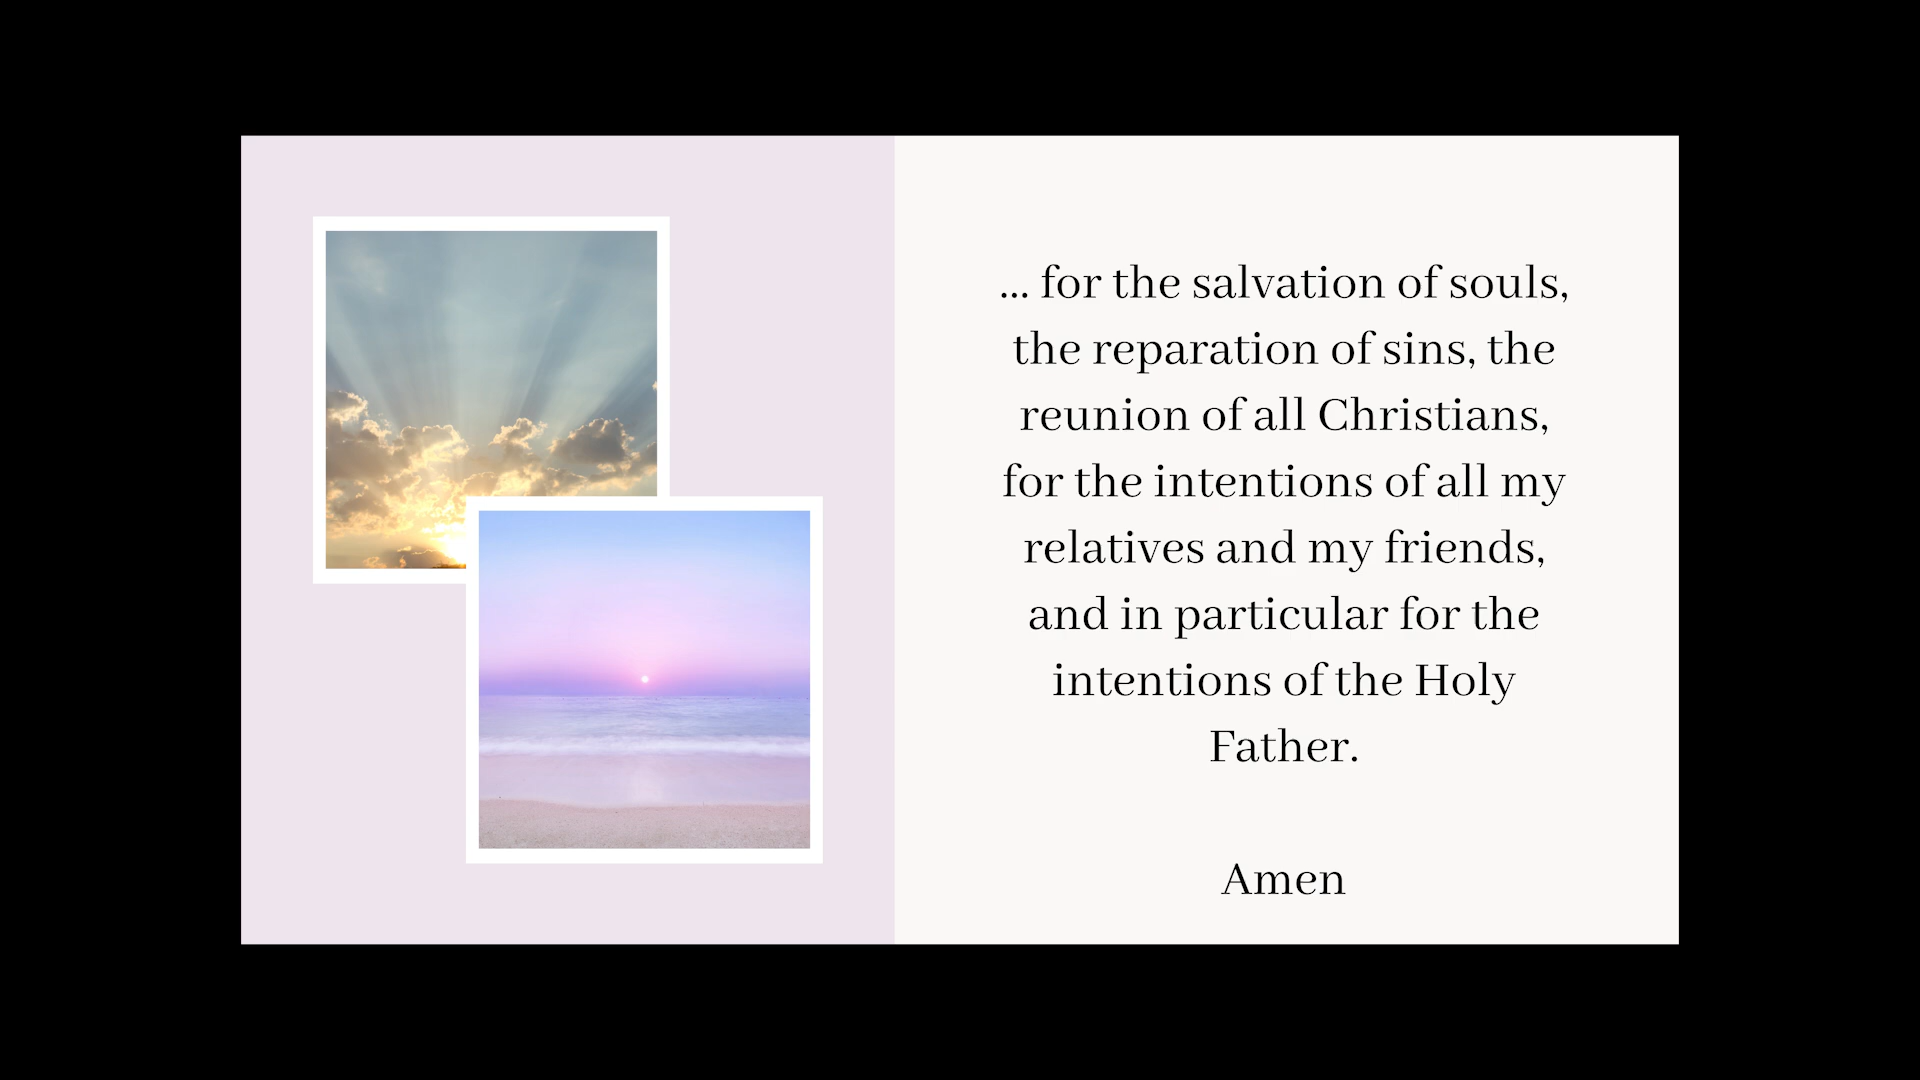 ... for the salvation of souls,
the reparation of sins, the
reunion of all Christians,
for the intentions of all my
relatives and my friends,
and in particular for the
intentions of the Holy
Father.
Amen